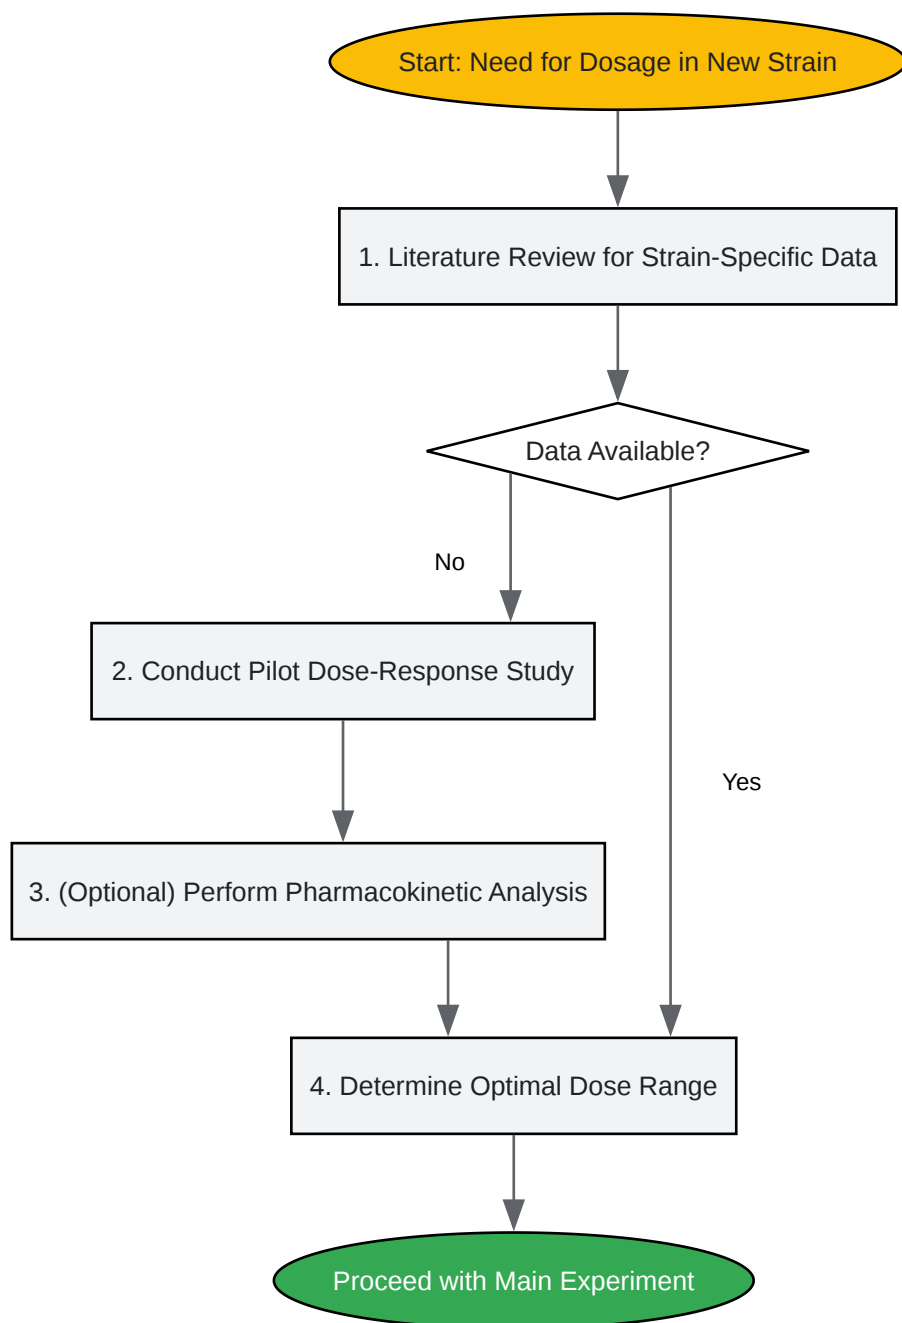 Start: Need for Dosage in New Strain
1. Literature Review for Strain-Specific Data
Data Available?
No
2. Conduct Pilot Dose-Response Study
Yes
3. (Optional) Perform Pharmacokinetic Analysis
4. Determine Optimal Dose Range
Proceed with Main Experiment